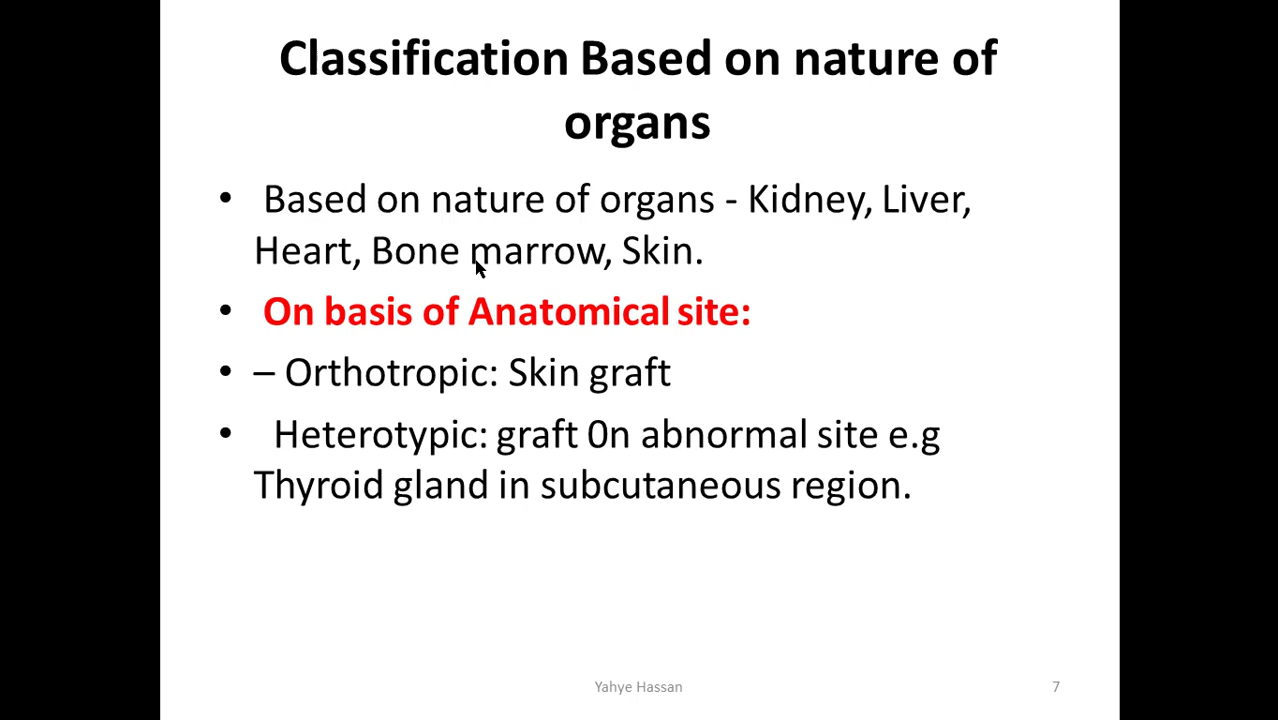 Classification Based on nature of
organs
• Based on nature of organs - Kidney, Liver,
Heart, Bone marrow, Skin.
• On basis of Anatomical site:
• – Orthotropic: Skin graft
• Heterotypic: graft 0n abnormal site e.g
Thyroid gland in subcutaneous region.
Yahye Hassan
7